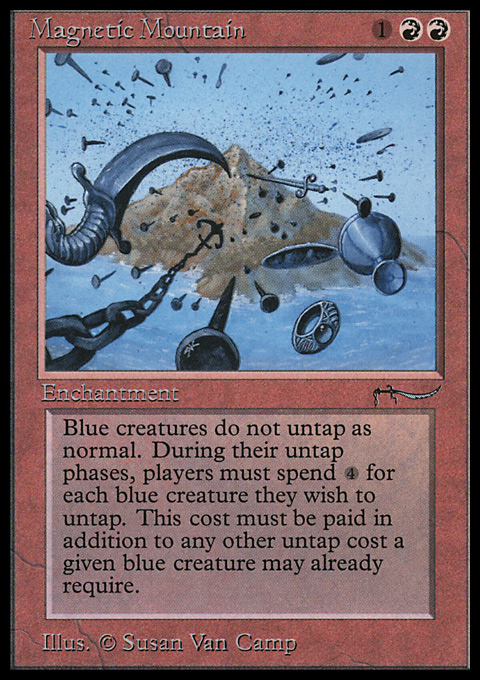 Magnetic Mountain 1
Enchantment
Blue creatures do not untap as
normal. During their untap
phases, players must spend 4 for
each blue creature they wish to
untap. This cost must be paid in
addition to any other untap cost a
given blue creature may already
require.
Illus. © Susan Van Camp